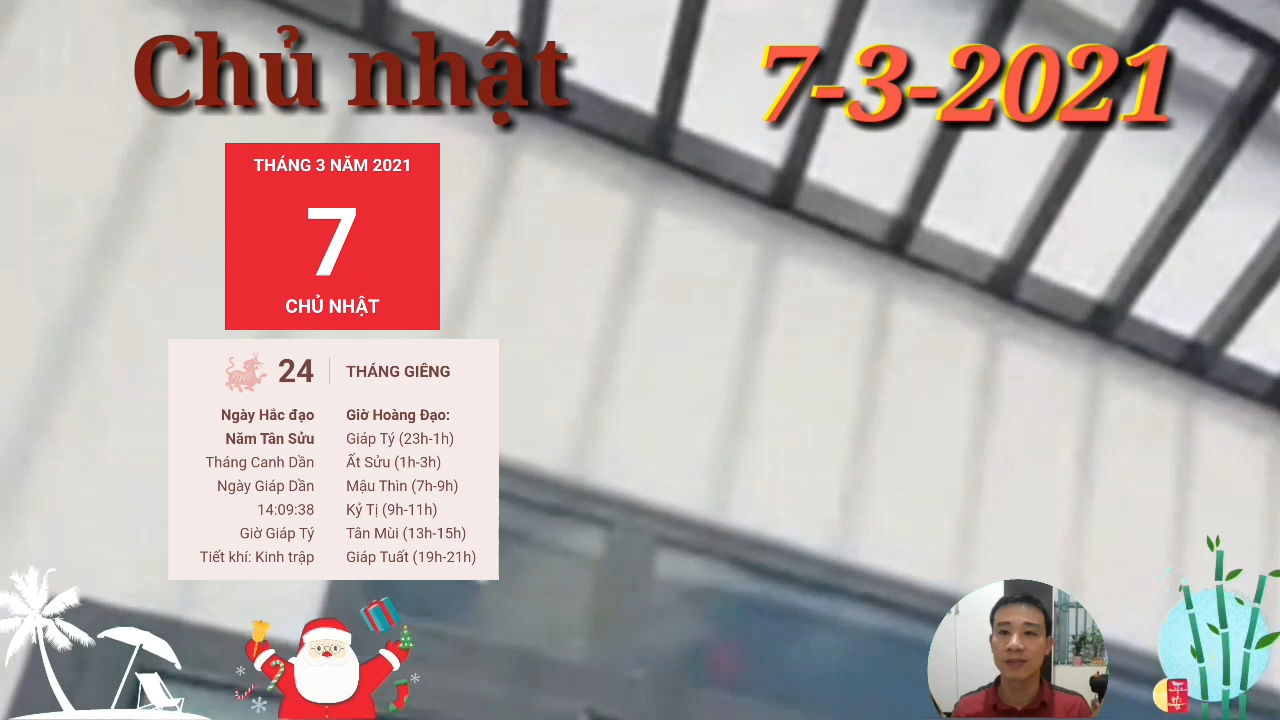 Chủ nhật
7-3-2021
THÁNG 3 NĂM 2021
7
CHỦ NHẬT
24
THÁNG GIÊNG
Ngày Hắc đạo
Năm Tân Sửu
Tháng Canh Dần
Ngày Giáp Dần
14:09:38
Giờ Giáp Tý
Tiết khí: Kinh trập
Giờ Hoàng Đạo:
Giáp Tý (23h-1h)
Ất Sửu (1h-3h)
Mậu Thìn (7h-9h)
Kỷ Tị (9h-11h)
Tân Mùi (13h-15h)
Giáp Tuất (19h-21h)